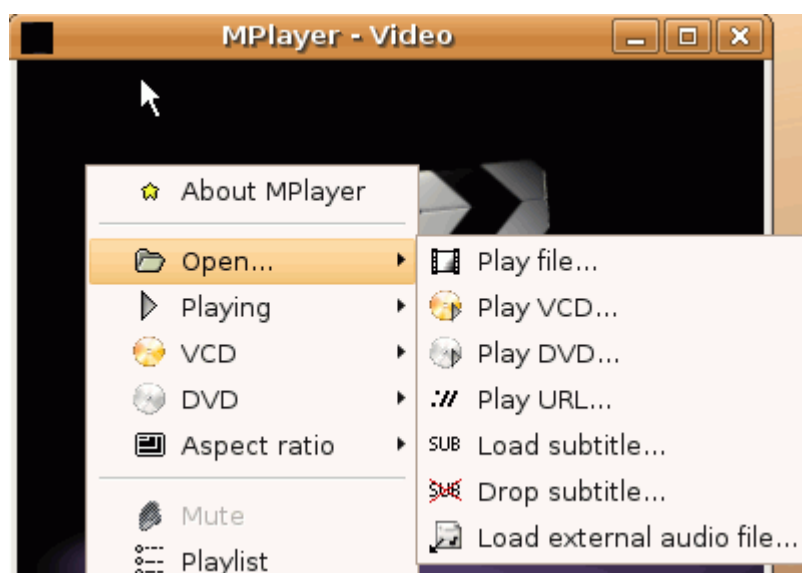 MPlayer - Video
About MPlayer
Open...
Playing
VCD
DVD
Aspect ratio
Mute
Playlist
Play file...
Play VCD...
Play DVD...
:// Play URL...
SUB Load subtitle...
SUB Drop subtitle...
Load external audio file...